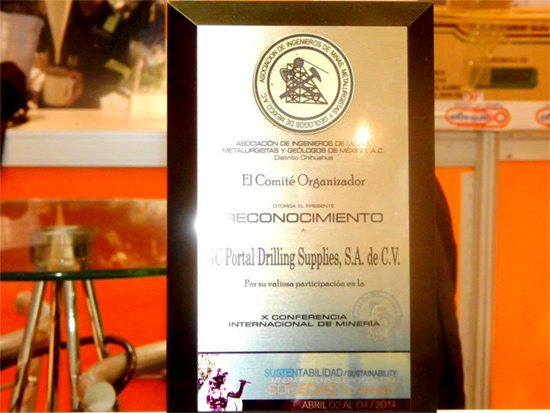 ASOCIACIÓN DE INGENIEROS DE MINAS, METALURGISTAS Y GEÓLOGOS DE MÉXICO, A.C.
ASOCIACIÓN DE INGENIEROS DE
METALURGISTAS Y GEÓLOGOS DE MÉXICO, A.C.
Distrito Chihuahua
El Comité Organizador
OTORGA EL PRESENTE
RECONOCIMIENTO
A:
JC Portal Drilling Supplies, S.A. de C.V.
Por su valiosa participación en la
X CONFERENCIA
INTERNACIONAL DE MINERÍA
SUSTENTABILIDAD/SUSTAINABILITY
ABRIL 02 AL 04 / 2014